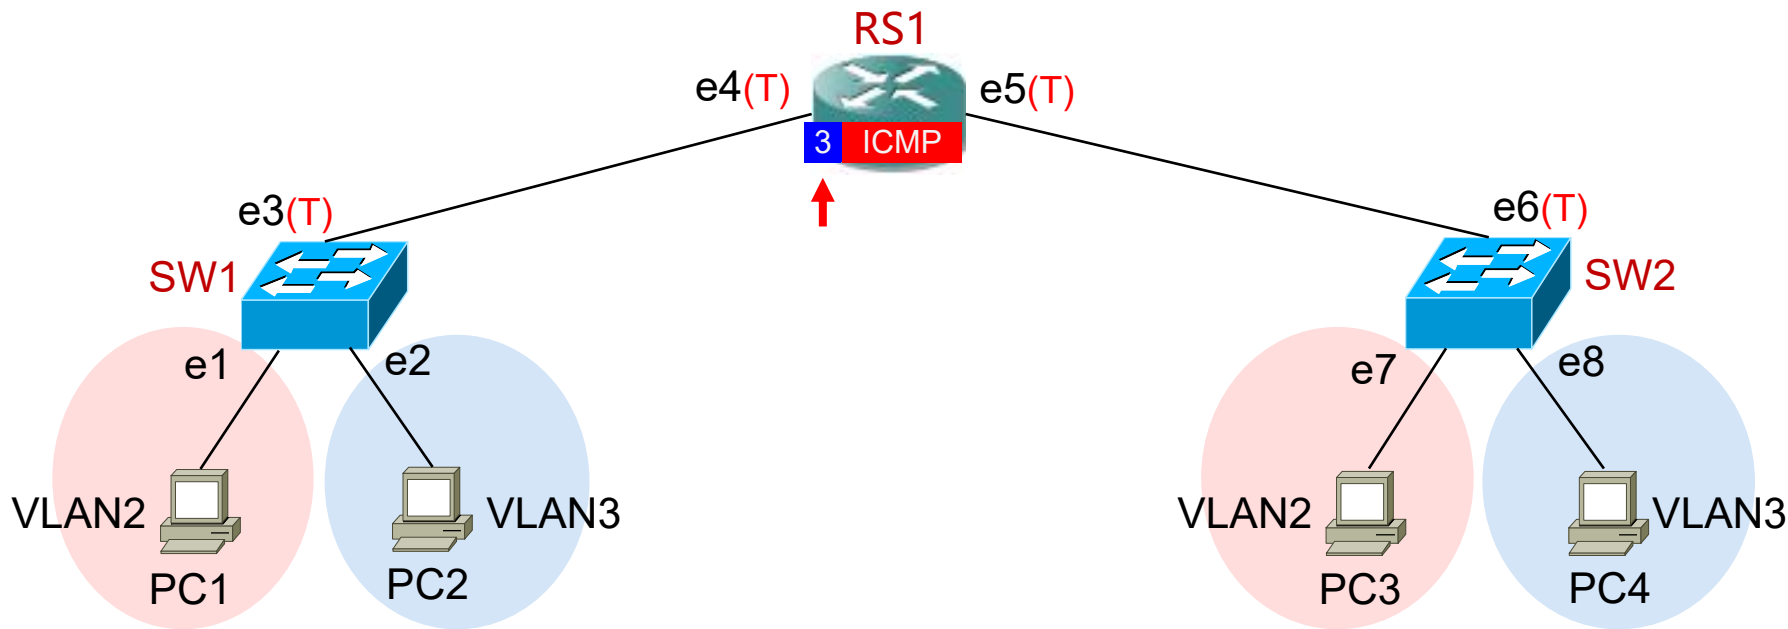 RS1
e4(T)
e5(T)
3 ICMP
e3(T)
e6(T)
SW1
SW2
e1
e2
e7
e8
VLAN2
VLAN3
VLAN2
VLAN3
PC1
PC2
PC3
PC4